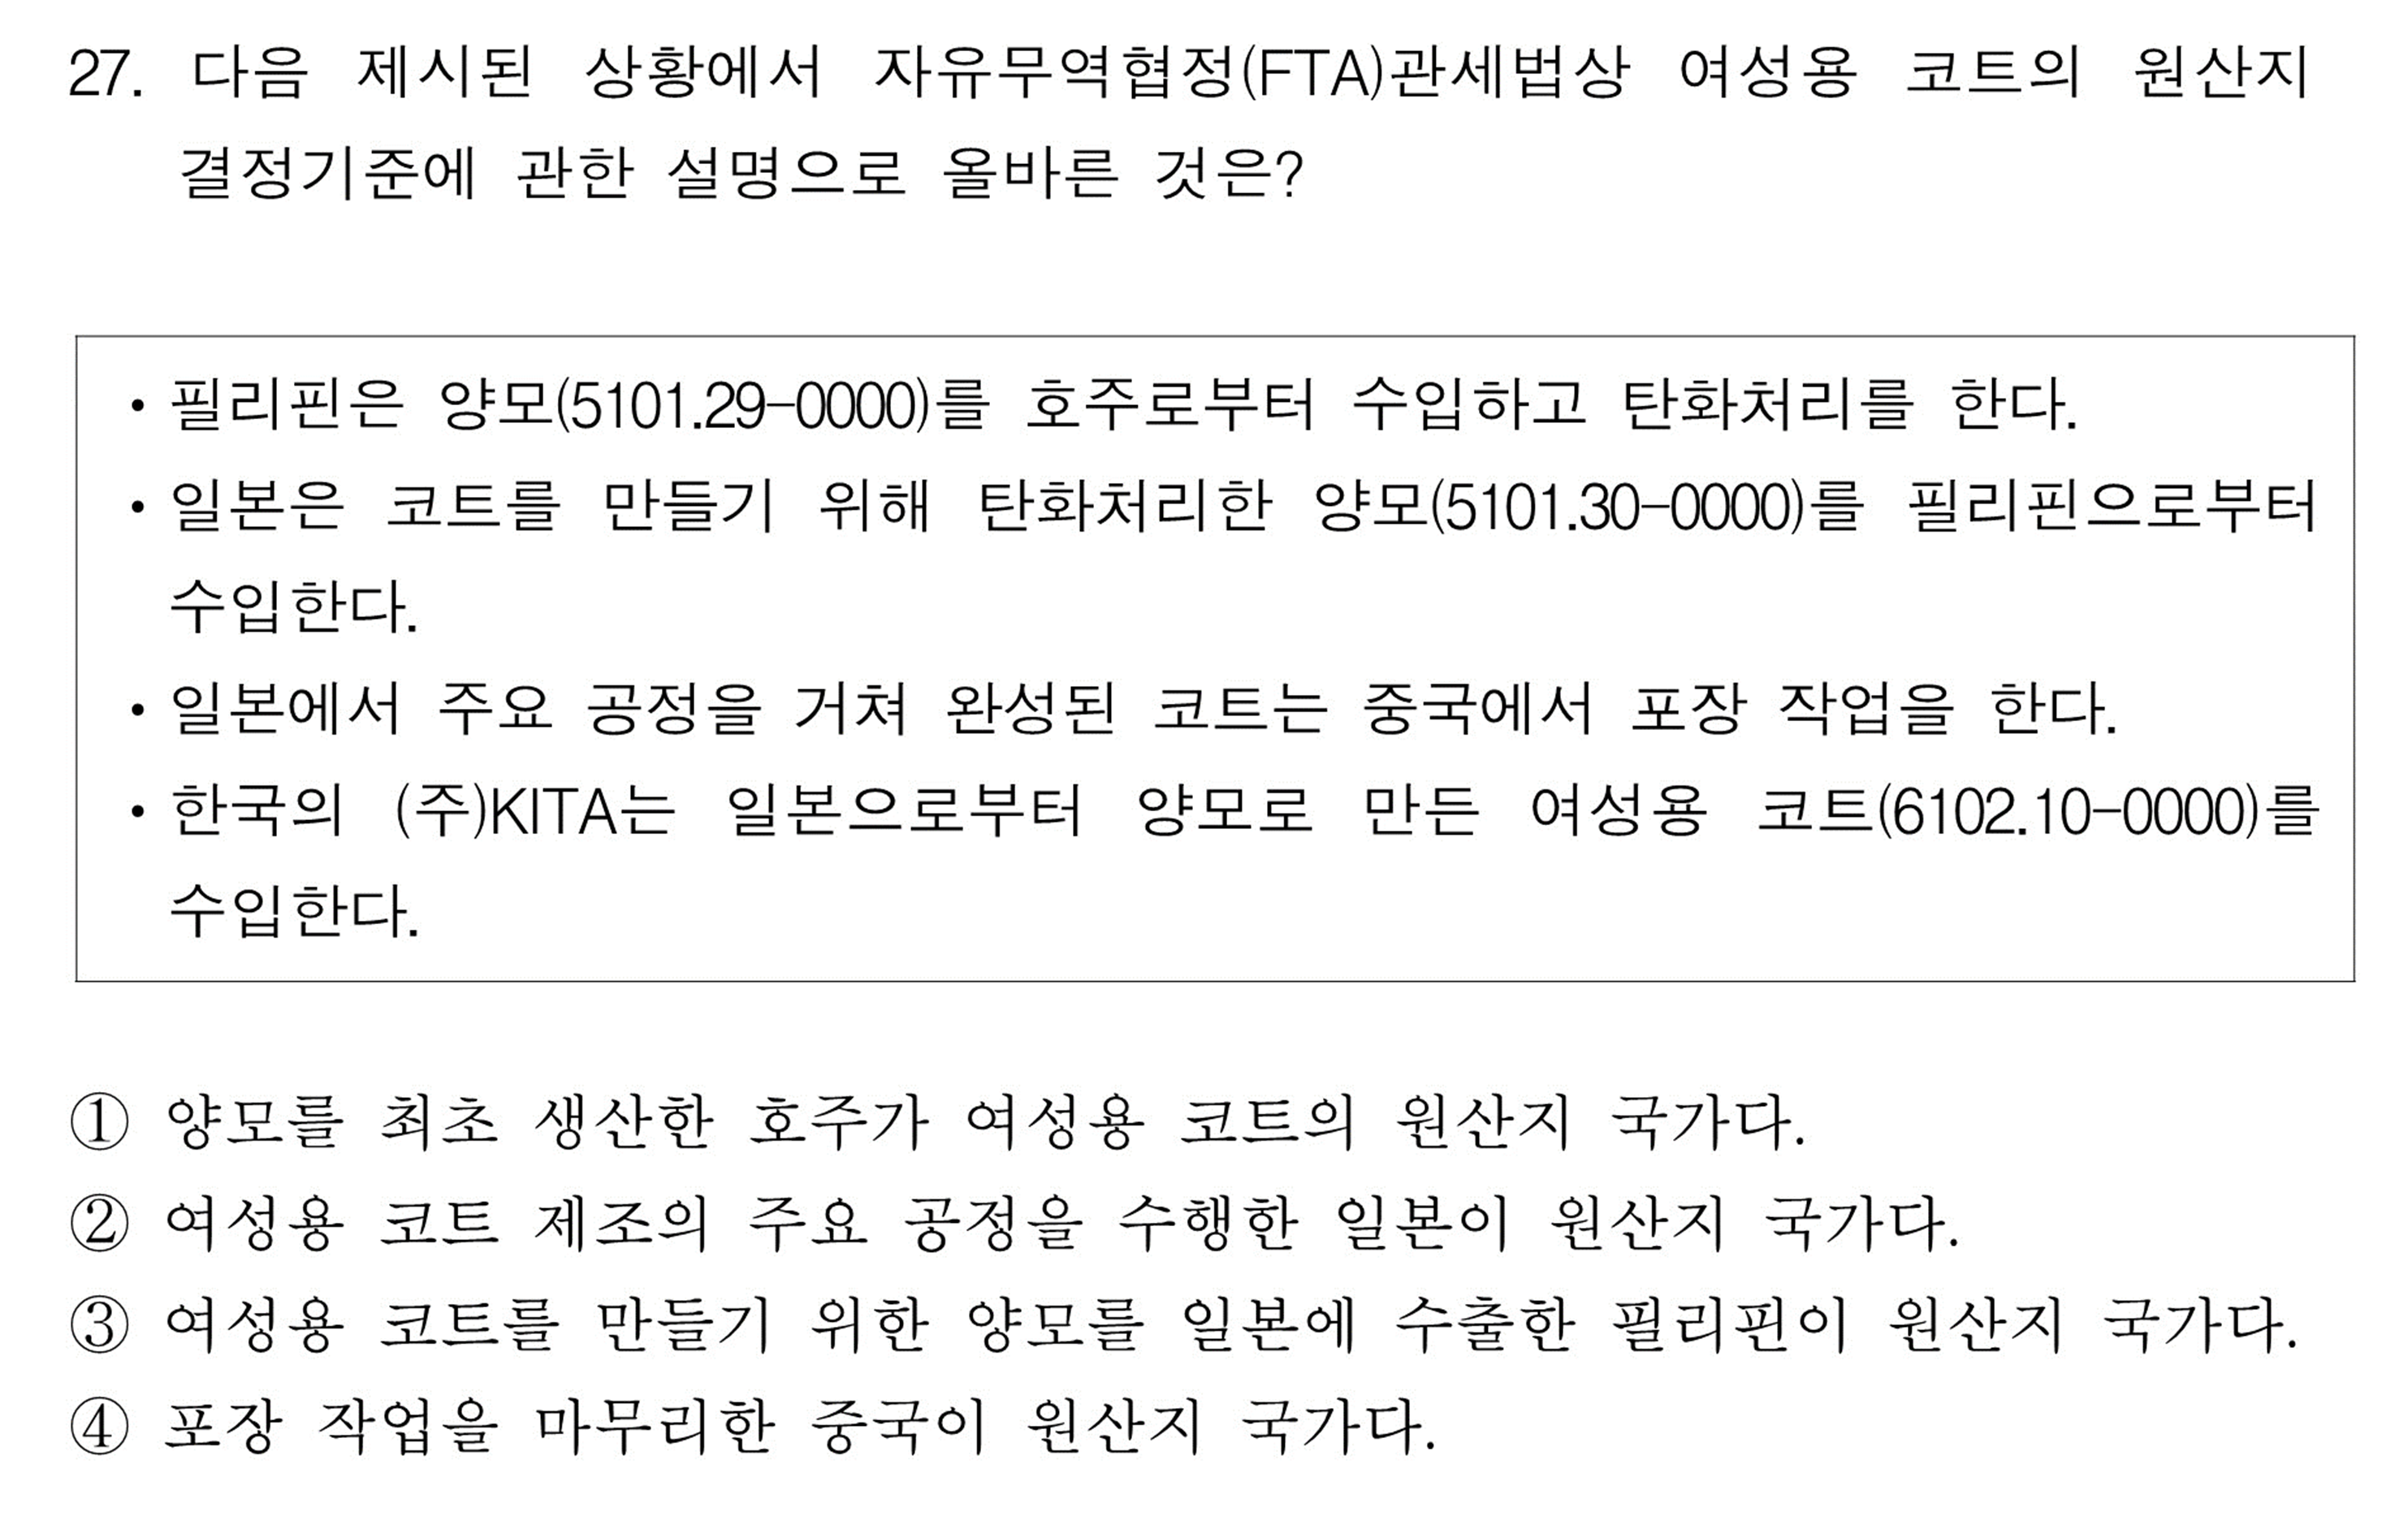 27. 다음 제시된 상황에서 자유무역협정(FTA)관세법상 여성용 코트의 원산지
결정기준에 관한 설명으로 올바른 것은?
• 필리핀은 양모(5101.29-0000)를 호주로부터 수입하고 탄화처리를 한다.
• 일본은 코트를 만들기 위해 탄화처리한 양모(5101.30-0000)를 필리핀으로부터
수입한다.
• 일본에서 주요 공정을 거쳐 완성된 코트는 중국에서 포장 작업을 한다.
• 한국의 (주)KITA는 일본으로부터 양모로 만든 여성용 코트(6102.10-0000)를
수입한다.
① 양모를 최초 생산한 호주가 여성용 코트의 원산지 국가다.
② 여성용 코트 제조의 주요 공정을 수행한 일본이 원산지 국가다.
③ 여성용 코트를 만들기 위한 양모를 일본에 수출한 필리핀이 원산지 국가다.
④ 포장 작업을 마무리한 중국이 원산지 국가다.